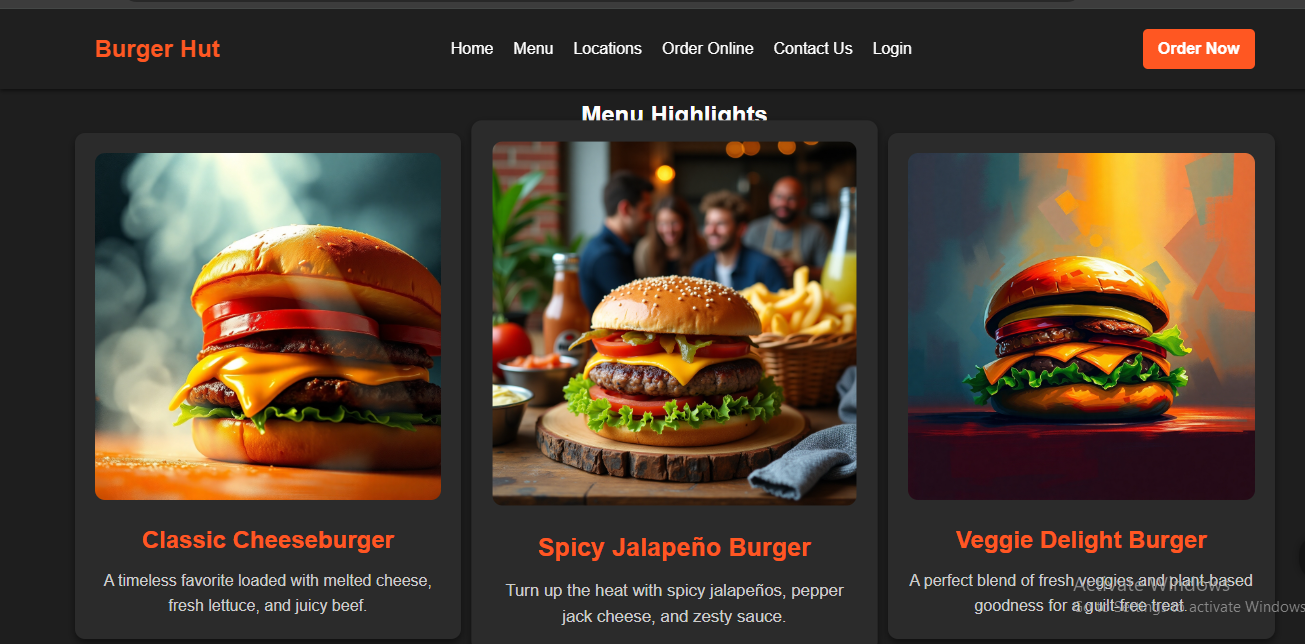 Burger Hut
Home Menu Locations Order Online Contact Us Login
Order Now
Menu Highlights
Classic Cheeseburger
A timeless favorite loaded with melted cheese,
fresh lettuce, and juicy beef.
Spicy Jalapeño Burger
Turn up the heat with spicy jalapeños, pepper
jack cheese, and zesty sauce.
Veggie Delight Burger
A perfect blend of fresh veggies and plant-based
goodness for a guilt-free treat.
Activate Windows
Go to Settings to activate Windows